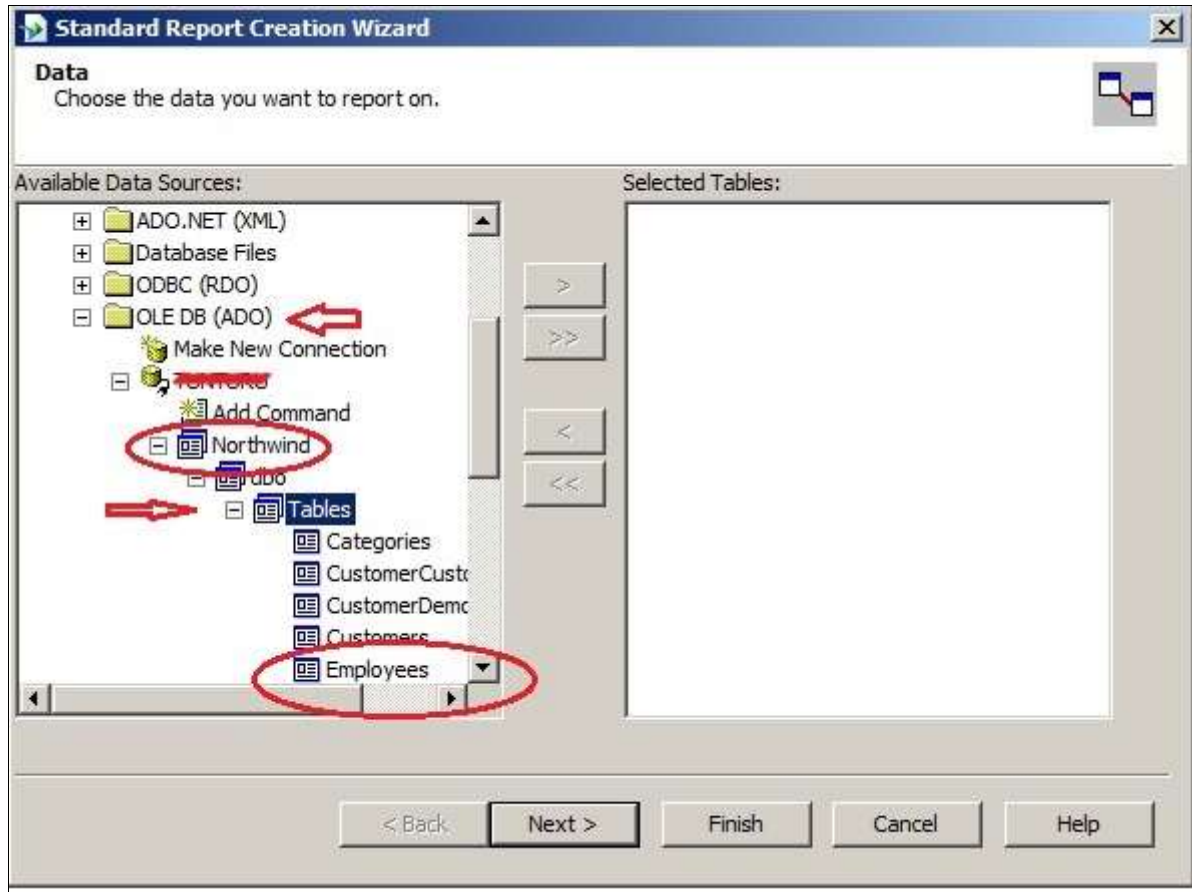 Standard Report Creation Wizard
Data
Choose the data you want to report on.
Available Data Sources:
Selected Tables:
ADO.NET (XML)
Database Files
ODBC (RDO)
OLE DB (ADO)
Make New Connection
Add Command
Northwind
dbo
Tables
Categories
CustomerCusto
CustomerDemo
Customers
Employees
>
>>
<
<<
< Back
Next >
Finish
Cancel
Help